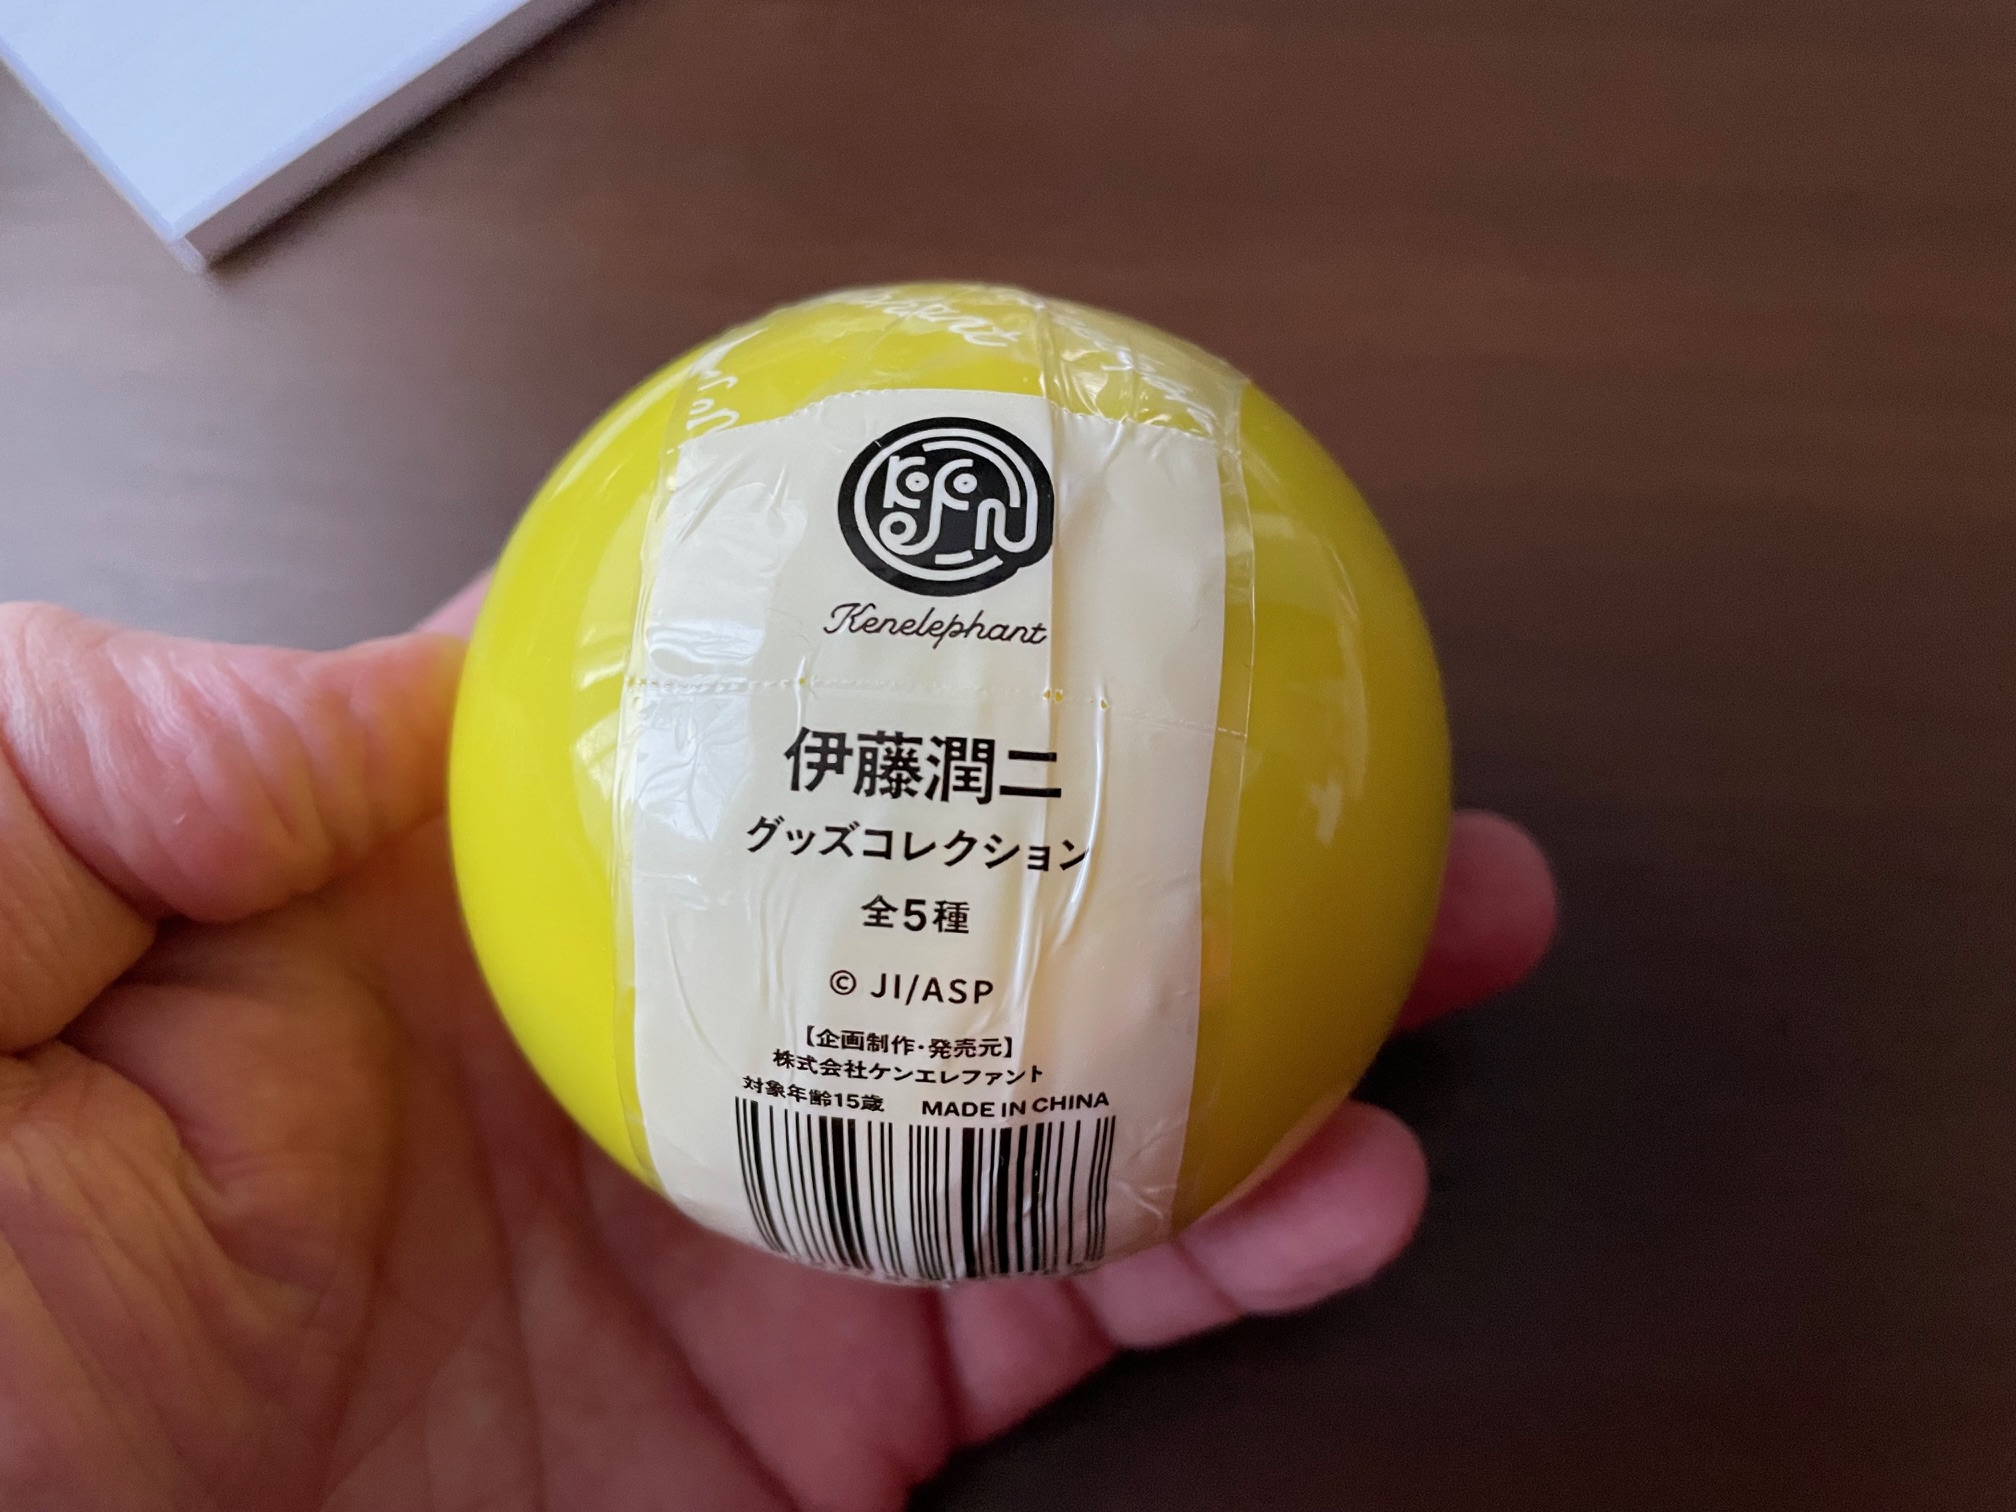 Kenelephant
伊藤潤二
グッズコレクション
全5種
© JI/ASP
【企画制作・発売元】
株式会社ケンエレファント
対象年齢15歳 MADE IN CHINA